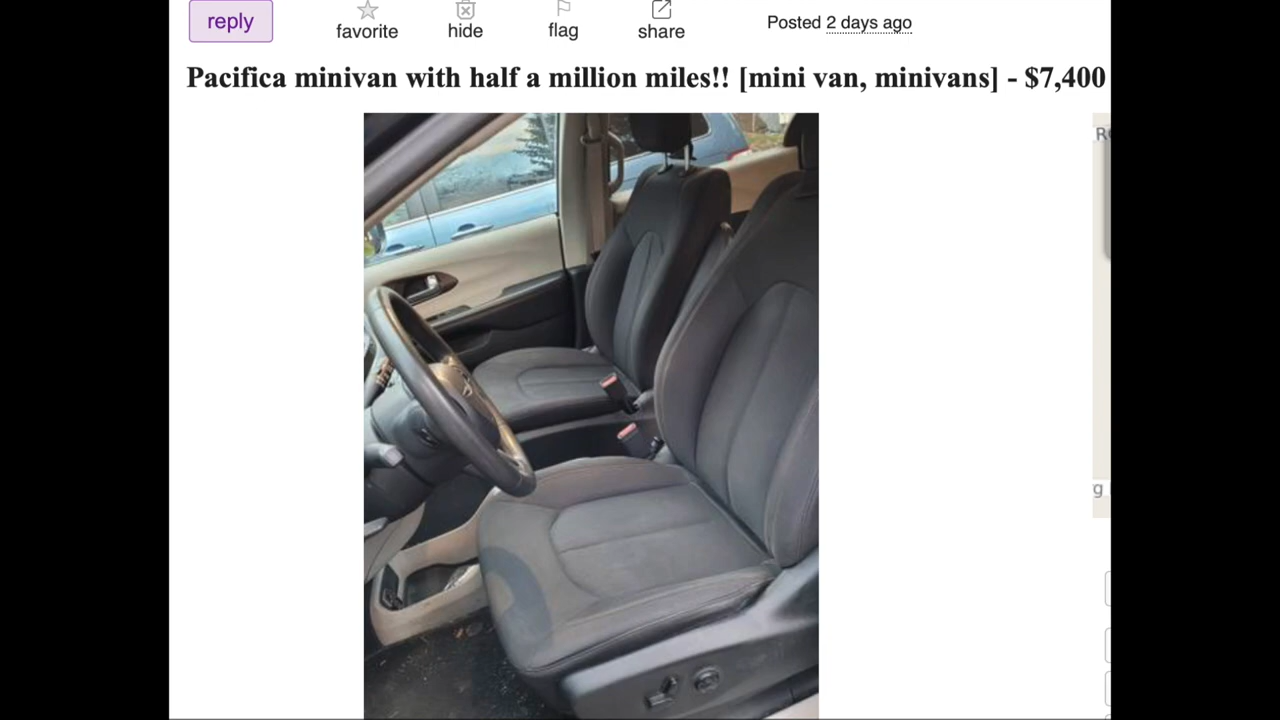 reply
favorite
hide
flag
share
Posted 2 days ago
Pacifica minivan with half a million miles!! [mini van, minivans] - $7,400
g